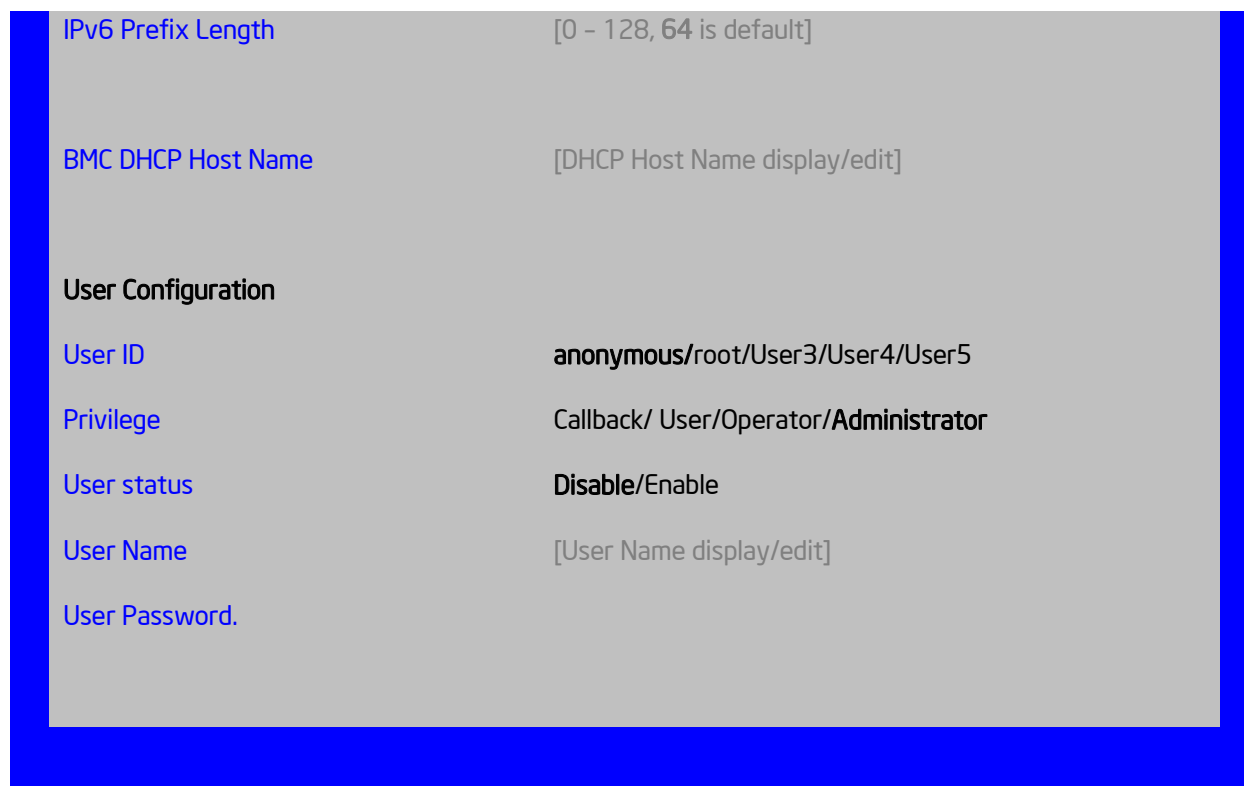 IPv6 Prefix Length [0 – 128, 64 is default]
BMC DHCP Host Name [DHCP Host Name display/edit]
User Configuration
User ID anonymous/root/User3/User4/User5
Privilege Callback/ User/Operator/Administrator
User status Disable/Enable
User Name [User Name display/edit]
User Password.